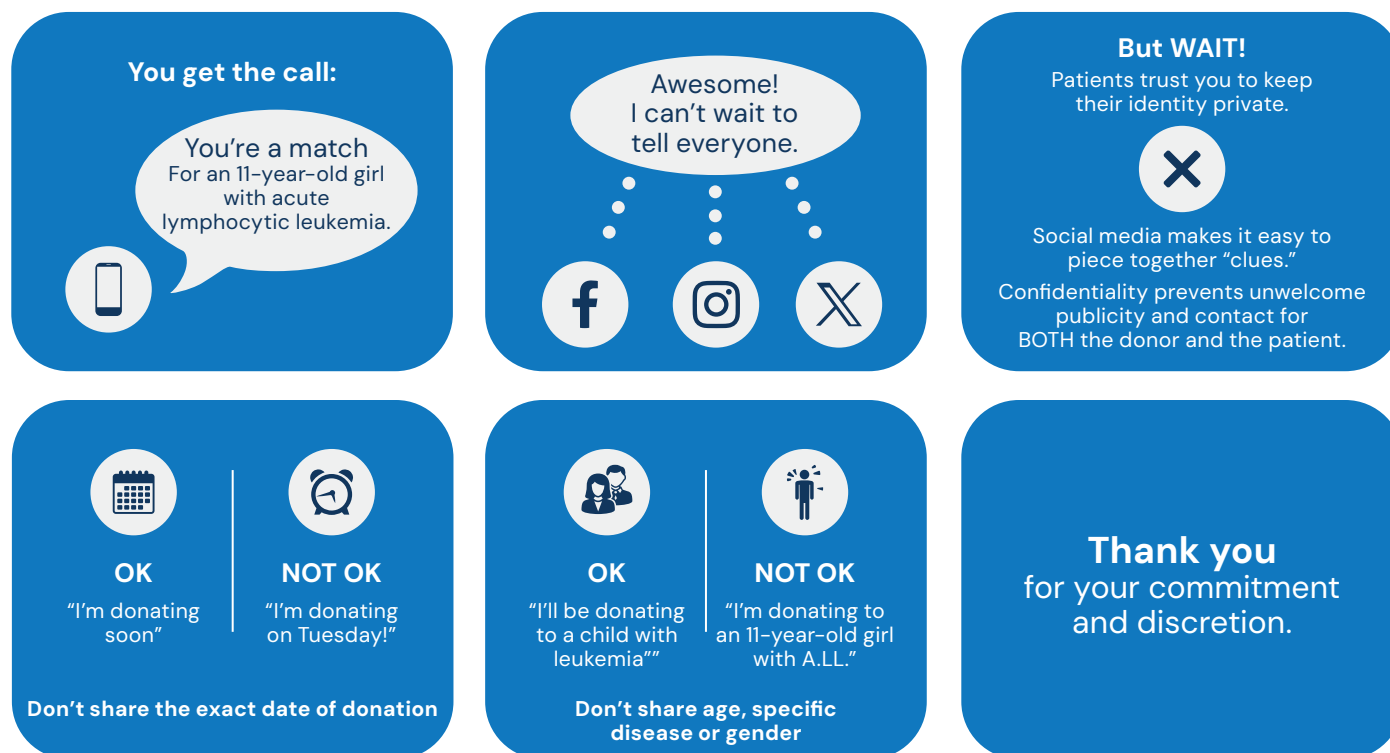 You get the call:
You're a match
For an 11-year-old girl
with acute
lymphocytic leukemia.
Awesome!
I can't wait to
tell everyone.
But WAIT!
Patients trust you to keep
their identity private.
Social media makes it easy to
piece together “clues.”
Confidentiality prevents unwelcome
publicity and contact for
BOTH the donor and the patient.
OK
“I'm donating
soon”
NOT OK
“I'm donating
on Tuesday!”
Don't share the exact date of donation
OK
“I'll be donating
to a child with
leukemia””
NOT OK
“I'm donating to
an 11-year-old girl
with A.LL.”
Don't share age, specific
disease or gender
Thank you
for your commitment
and discretion.